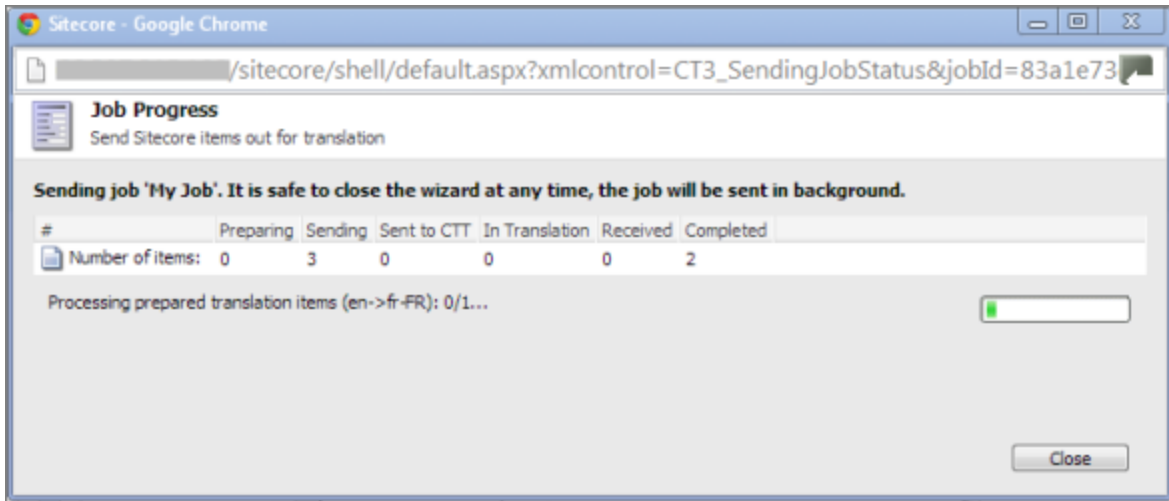 Sitecore - Google Chrome
/sitecore/shell/default.aspx?xmlcontrol=CT3_SendingJobStatus&jobId=83a1e73
Job Progress
Send Sitecore items out for translation
Sending job 'My Job'. It is safe to close the wizard at any time, the job will be sent in background.
# Preparing Sending Sent to CTT In Translation Received Completed
Number of items: 0 3 0 0 0 2
Processing prepared translation items (en->fr-FR): 0/1...
Close